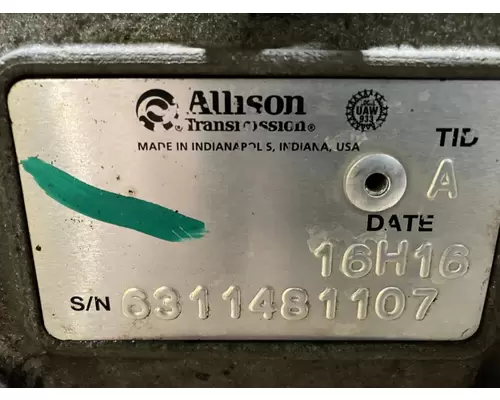 Allison
Transmission®
MADE IN INDIANAPOLIS, INDIANA, USA
UAW
933
TID
A
DATE
16H16
S/N 6311481107